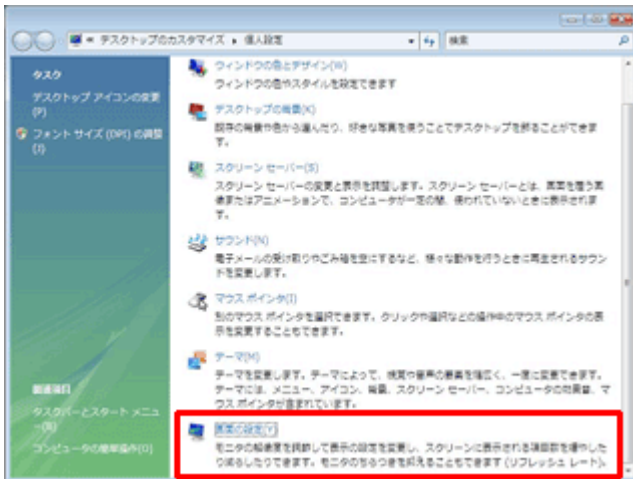 デスクトップのカスタマイズ ▸ 個人設定
検索
タスク
デスクトップ アイコンの変更
(P)
フォント サイズ (DPI) の調整
(J)
関連項目
タスクバーとスタート メニュ
ー(R)
コンピュータの簡単操作(O)
ウィンドウの色とデザイン(W)
ウィンドウの色やスタイルを設定できます
デスクトップの背景(K)
既存の背景や色から選んだり、好きな写真を使うことでデスクトップを飾ることができま
す。
スクリーン セーバー(S)
スクリーン セーバーの変更と表示を調整します。スクリーン セーバーとは、画面を覆う画
像またはアニメーションで、コンピュータが一定の間、使われていないときに表示されま
す。
サウンド(N)
電子メールの受け取りやごみ箱を空にするなど、様々な動作を行うときに再生されるサウン
ドを変更します。
マウス ポインタ(I)
別のマウス ポインタを選択できます。クリックや選択などの操作中のマウス ポインタの表
示を変更することもできます。
テーマ(M)
テーマを変更します。テーマによって、視覚や音声の要素を幅広く、一度に変更できます。
テーマには、メニュー、アイコン、背景、スクリーン セーバー、コンピュータの効果音、マ
ウス ポインタが含まれています。
画面の設定(Y)
モニタの解像度を調節して表示の設定を変更し、スクリーンに表示される項目数を増やした
り減らしたりできます。モニタのちらつきを抑えることもできます (リフレッシュ レート)。